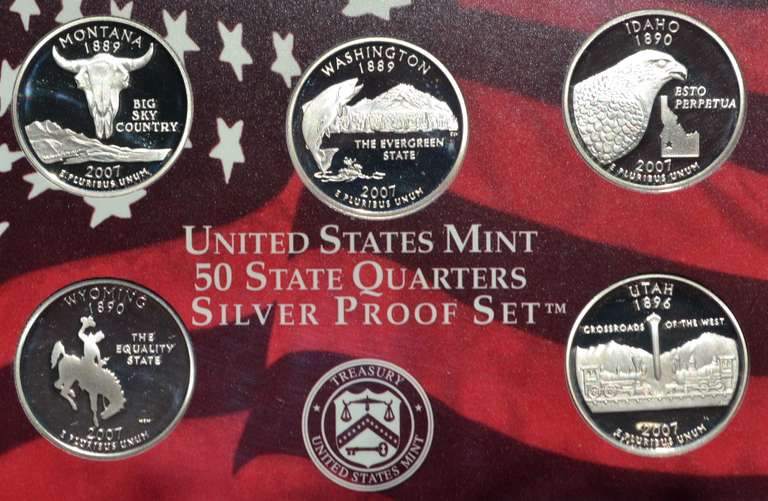 MONTANA
1889
BIG
SKY
COUNTRY
2007
E PLURIBUS UNUM
WASHINGTON
1889
THE EVERGREEN
STATE
2007
E PLURIBUS UNUM
IDAHO
1890
ESTO
PERPETUA
2007
E PLURIBUS UNUM
UNITED STATES MINT
50 STATE QUARTERS
SILVER PROOF SET™
WYOMING
1890
THE
EQUALITY
STATE
2007
E PLURIBUS UNUM
TREASURY
UNITED STATES MINT
UTAH
1896
CROSSROADS OF THE WEST
2007
E PLURIBUS UNUM